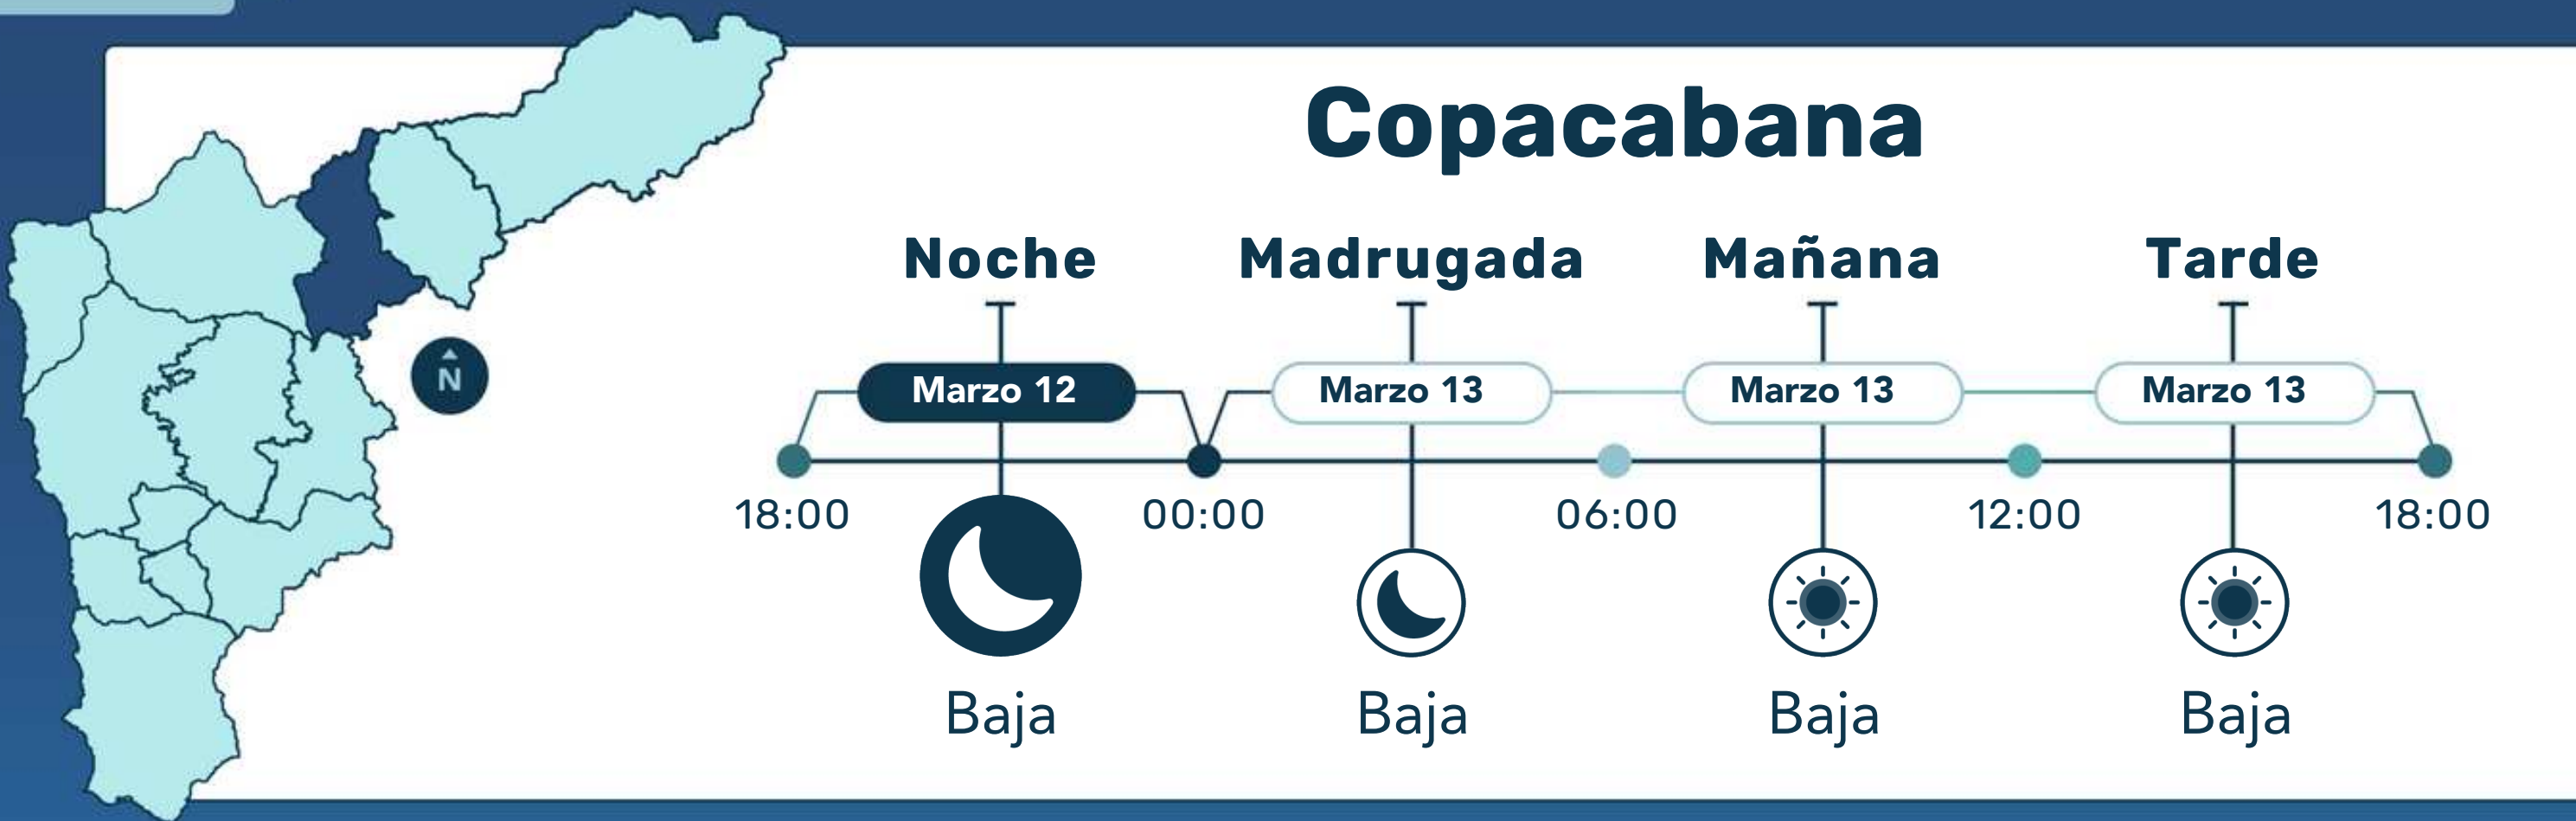 Copacabana
Noche Madrugada Mañana Tarde
Marzo 12 Marzo 13 Marzo 13 Marzo 13
N
18:00 00:00 06:00 12:00 18:00
Baja Baja Baja Baja